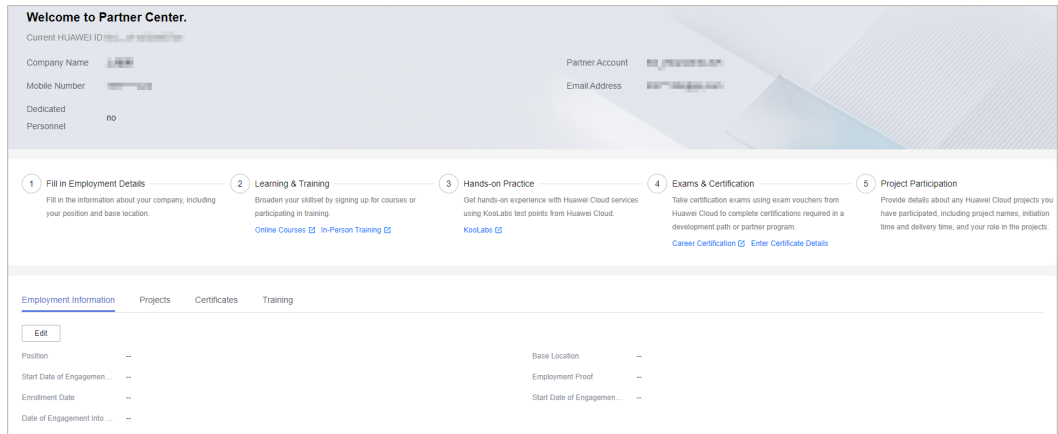 Welcome to Partner Center.
Current HUAWEI ID
Company Name
Partner Account
Mobile Number
Email Address
Dedicated
Personnel
no
1 Fill in Employment Details
Fill in the information about your company, including
your position and base location.
2 Learning & Training
Broaden your skillset by signing up for courses or
participating in training.
Online Courses In-Person Training
3 Hands-on Practice
Get hands-on experience with Huawei Cloud services
using KooLabs test points from Huawei Cloud.
KooLabs
4 Exams & Certification
Take certification exams using exam vouchers from
Huawei Cloud to complete certifications required in a
development path or partner program.
Career Certification Enter Certificate Details
5 Project Participation
Provide details about any Huawei Cloud projects you
have participated, including project names, initiation
time and delivery time, and your role in the projects.
Employment Information Projects Certificates Training
Edit
Position --
Base Location --
Start Date of Engagemen... --
Employment Proof --
Enrollment Date --
Start Date of Engagemen... --
Date of Engagement Into ... --